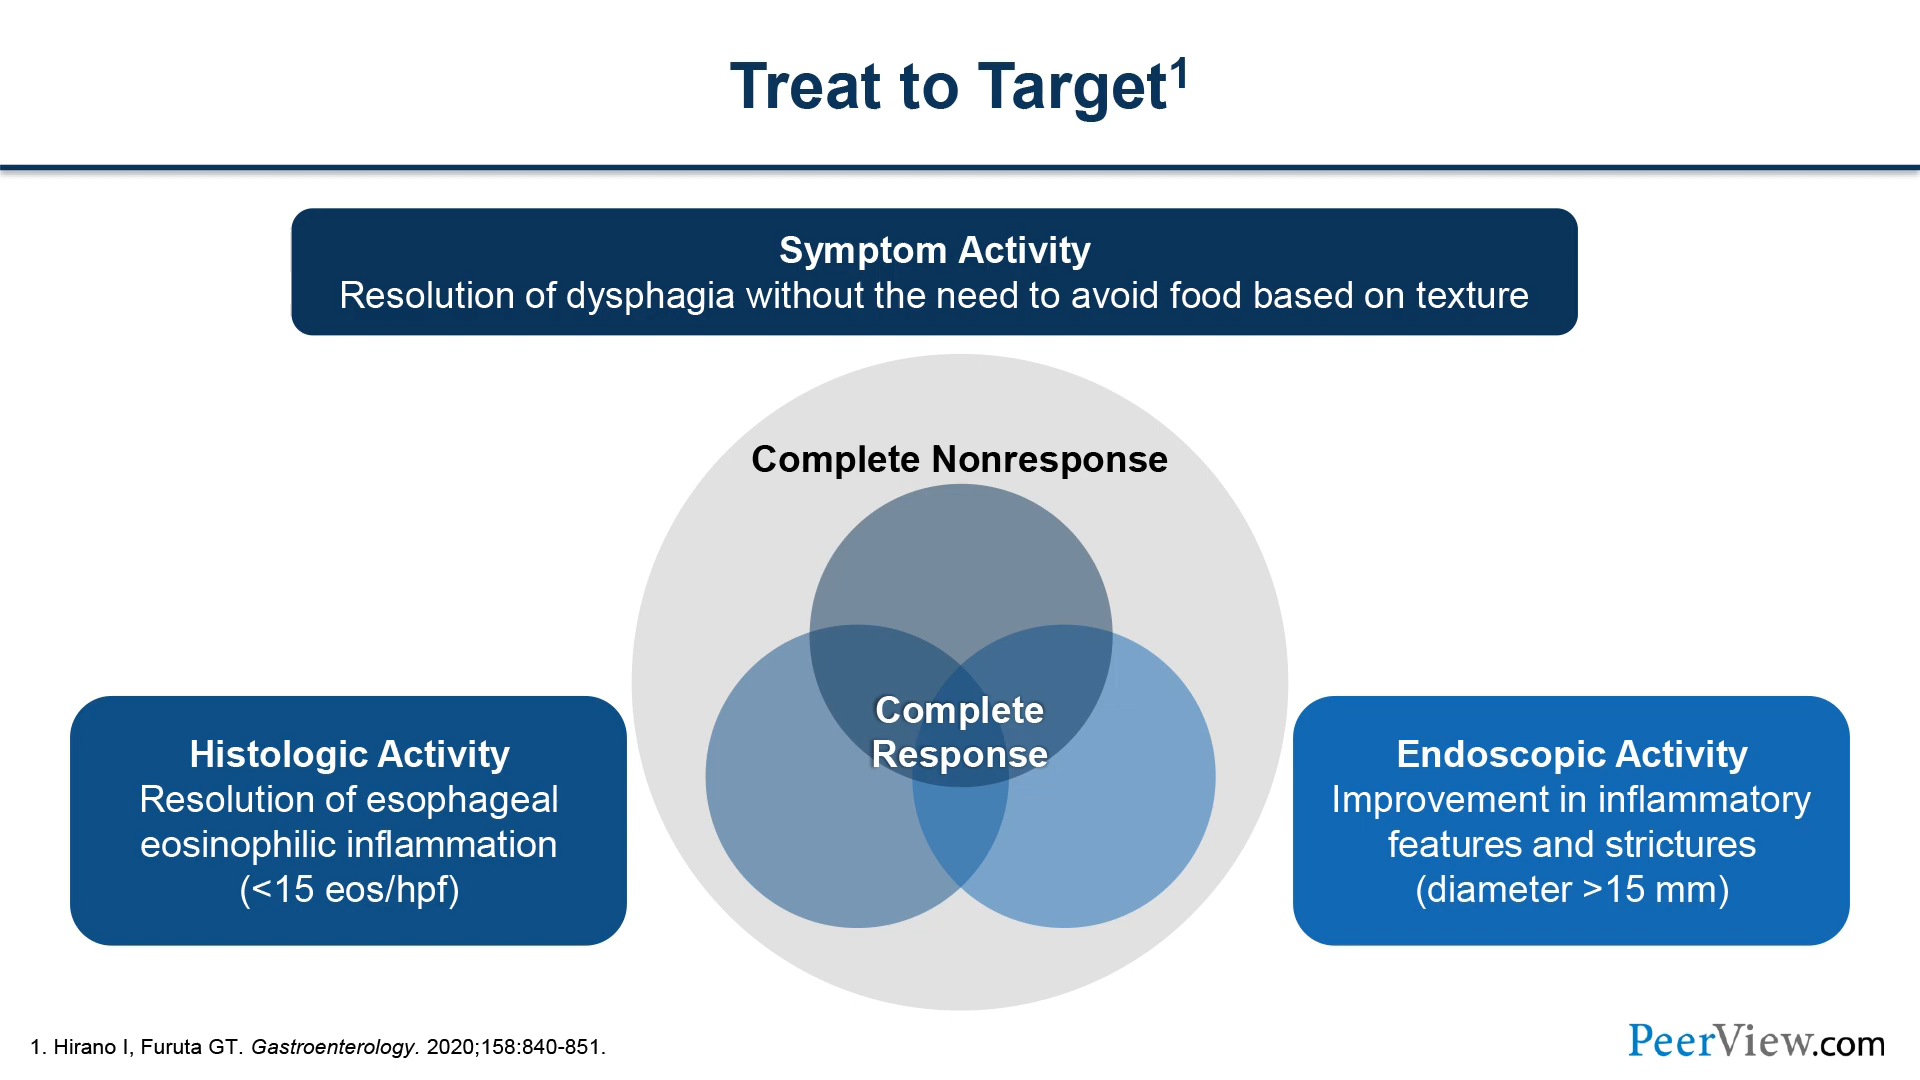 Treat to Target1
Symptom Activity
Resolution of dysphagia without the need to avoid food based on texture
Complete Nonresponse
Complete
Response
Histologic Activity
Resolution of esophageal
eosinophilic inflammation
(<15 eos/hpf)
Endoscopic Activity
Improvement in inflammatory
features and strictures
(diameter >15 mm)
1. Hirano I, Furuta GT. Gastroenterology. 2020;158:840-851.
PeerView.com